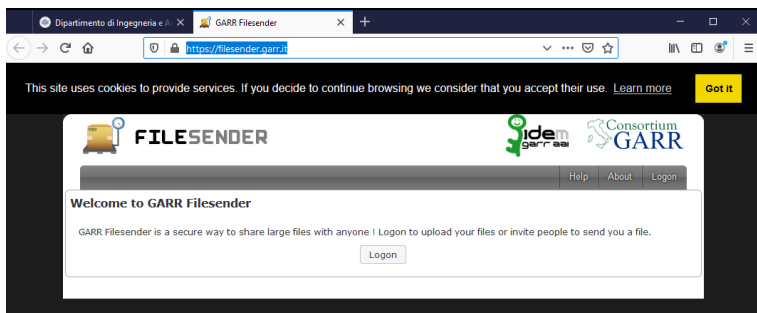 Dipartimento di Ingegneria e A
GARR Filesender
https://filesender.garr.it
This site uses cookies to provide services. If you decide to continue browsing we consider that you accept their use. Learn more
Got it
FILESENDER
idem
garr aai
Consortium
GARR
Help About Logon
Welcome to GARR Filesender
GARR Filesender is a secure way to share large files with anyone ! Logon to upload your files or invite people to send you a file.
Logon